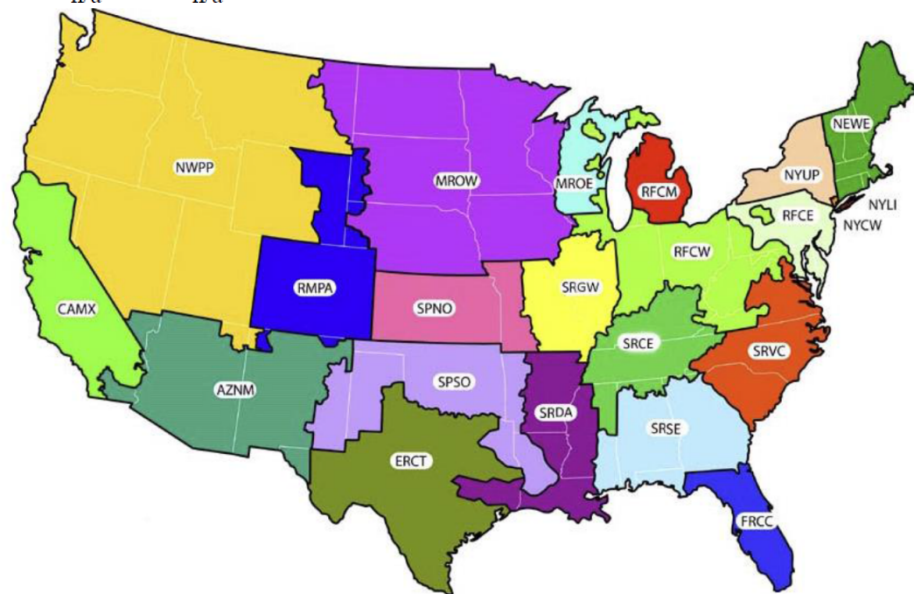 NEWE
NWPP
MROW
MROE
RFCM
NYUP
NYLI
RFCE
NYCW
RFCW
RMPA
SRGW
CAMX
SPNO
SRCE
SRVC
AZNM
SPSO
SRDA
SRSE
ERCT
FRCC